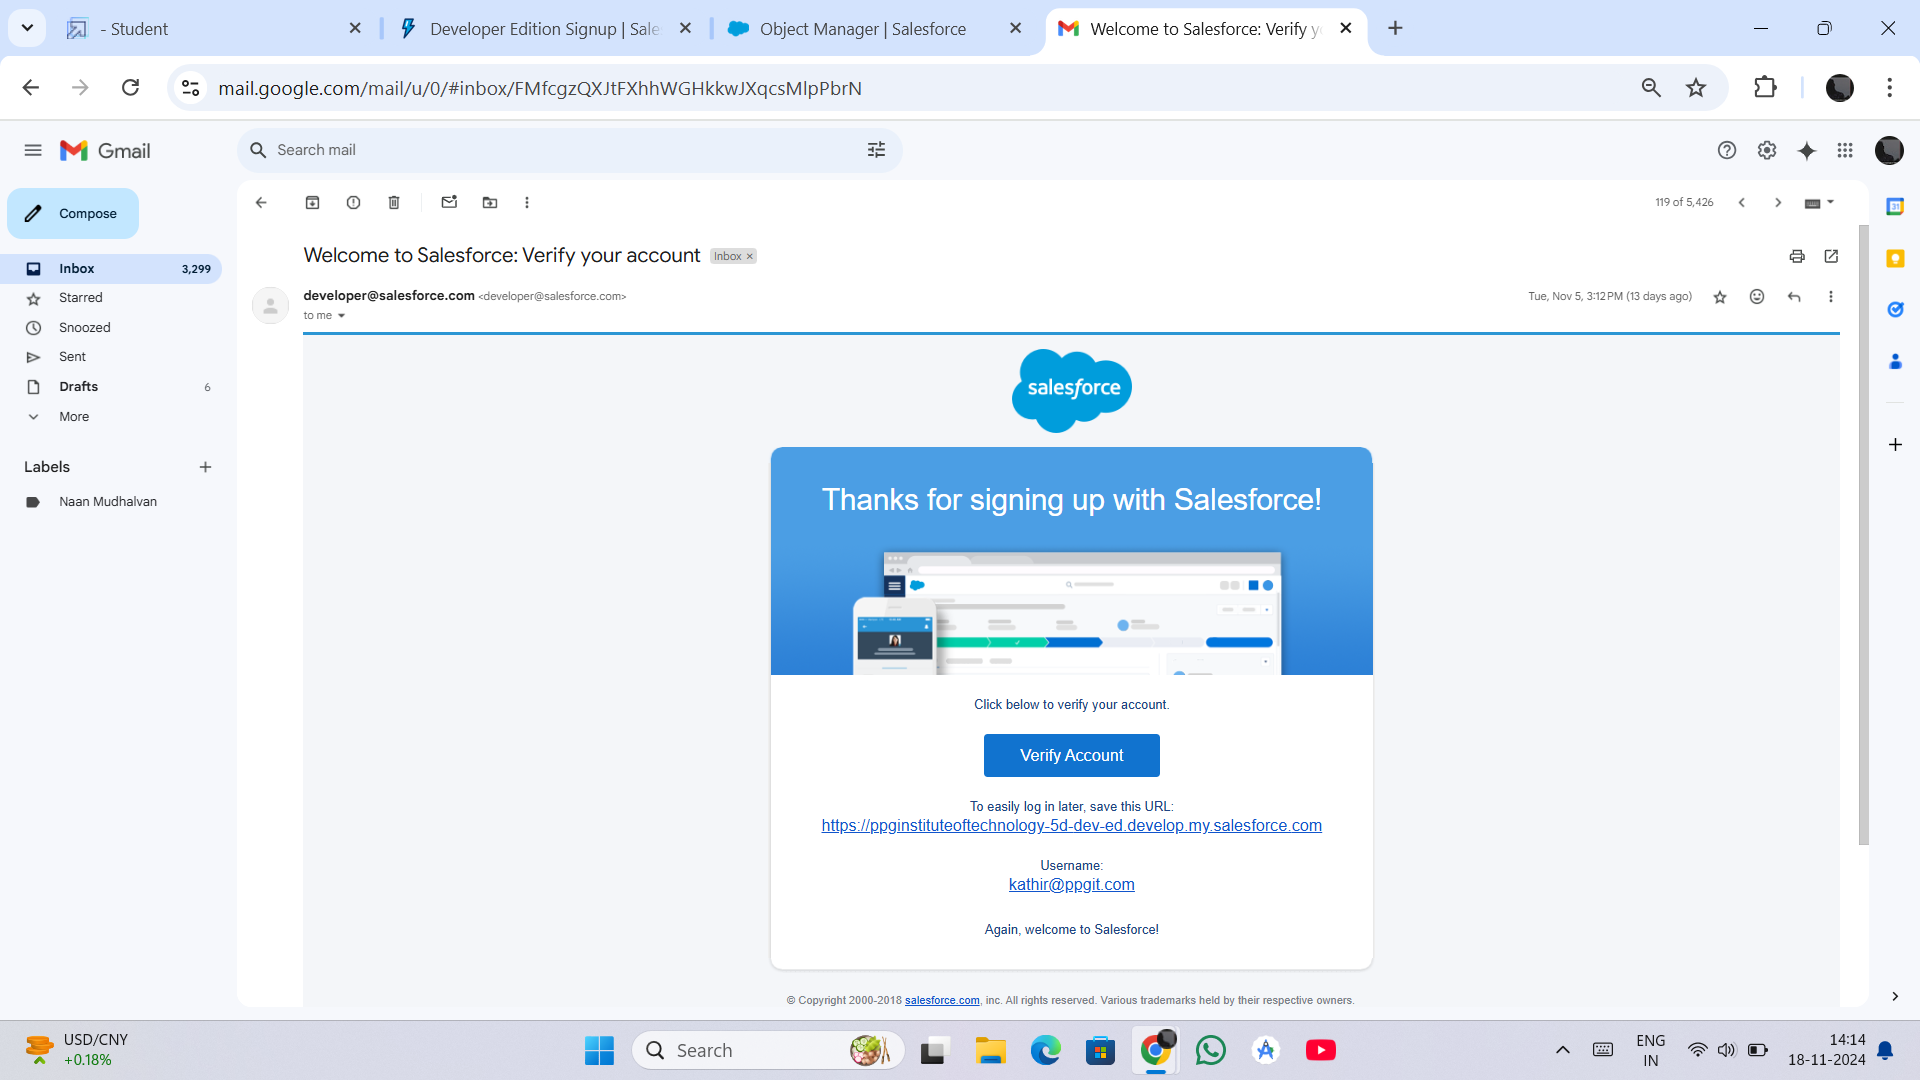 - Student
Developer Edition Signup | Sale
Object Manager | Salesforce
Welcome to Salesforce: Verify y
mail.google.com/mail/u/0/#inbox/FMfcgzQXJtFXhhWGHkkwJXqcsMlpPbrN
Gmail
Search mail
Compose
119 of 5,426
Welcome to Salesforce: Verify your account
Inbox ×
Inbox 3,299
developer@salesforce.com <developer@salesforce.com>
Tue, Nov 5, 3:12 PM (13 days ago)
to me
Starred
Snoozed
Sent
Drafts 6
More
Labels
Naan Mudhalvan
31
salesforce
Thanks for signing up with Salesforce!
Click below to verify your account.
Verify Account
To easily log in later, save this URL:
https://ppginstituteoftechnology-5d-dev-ed.develop.my.salesforce.com
Username:
kathir@ppgit.com
Again, welcome to Salesforce!
© Copyright 2000-2018 salesforce.com, inc. All rights reserved. Various trademarks held by their respective owners.
USD/CNY
+0.18%
Search
ENG
IN
14:14
18-11-2024